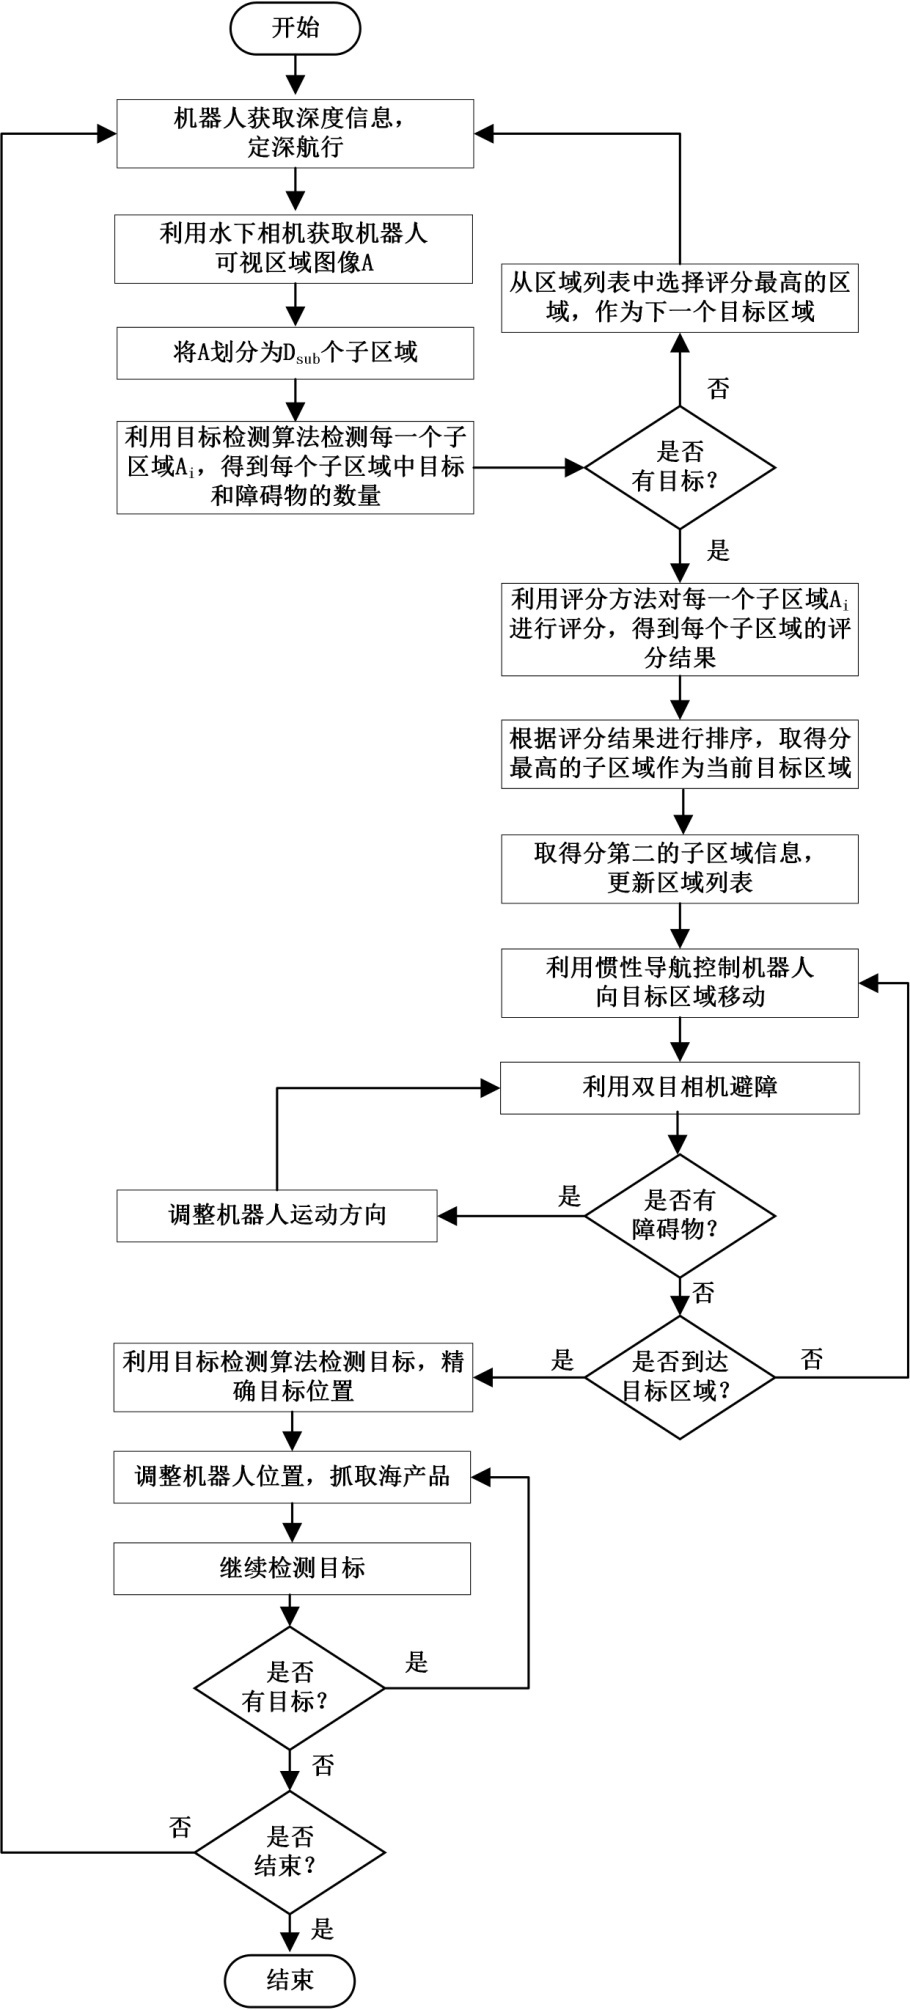 开始
机器人获取深度信息，
定深航行
利用水下相机获取机器人
可视区域图像A
将A划分为Dsub个子区域
利用目标检测算法检测每一个子
区域Ai，得到每个子区域中目标
和障碍物的数量
从区域列表中选择评分最高的区
域，作为下一个目标区域
否
是否
有目标？
是
利用评分方法对每一个子区域Ai
进行评分，得到每个子区域的评
分结果
根据评分结果进行排序，取得分
最高的子区域作为当前目标区域
取得分第二的子区域信息，
更新区域列表
利用惯性导航控制机器人
向目标区域移动
利用双目相机避障
是否有
障碍物？
是
调整机器人运动方向
否
是否到达
目标区域？
否
是
利用目标检测算法检测目标，精
确目标位置
调整机器人位置，抓取海产品
继续检测目标
是否
有目标？
是
否
是否
结束？
否
是
结束